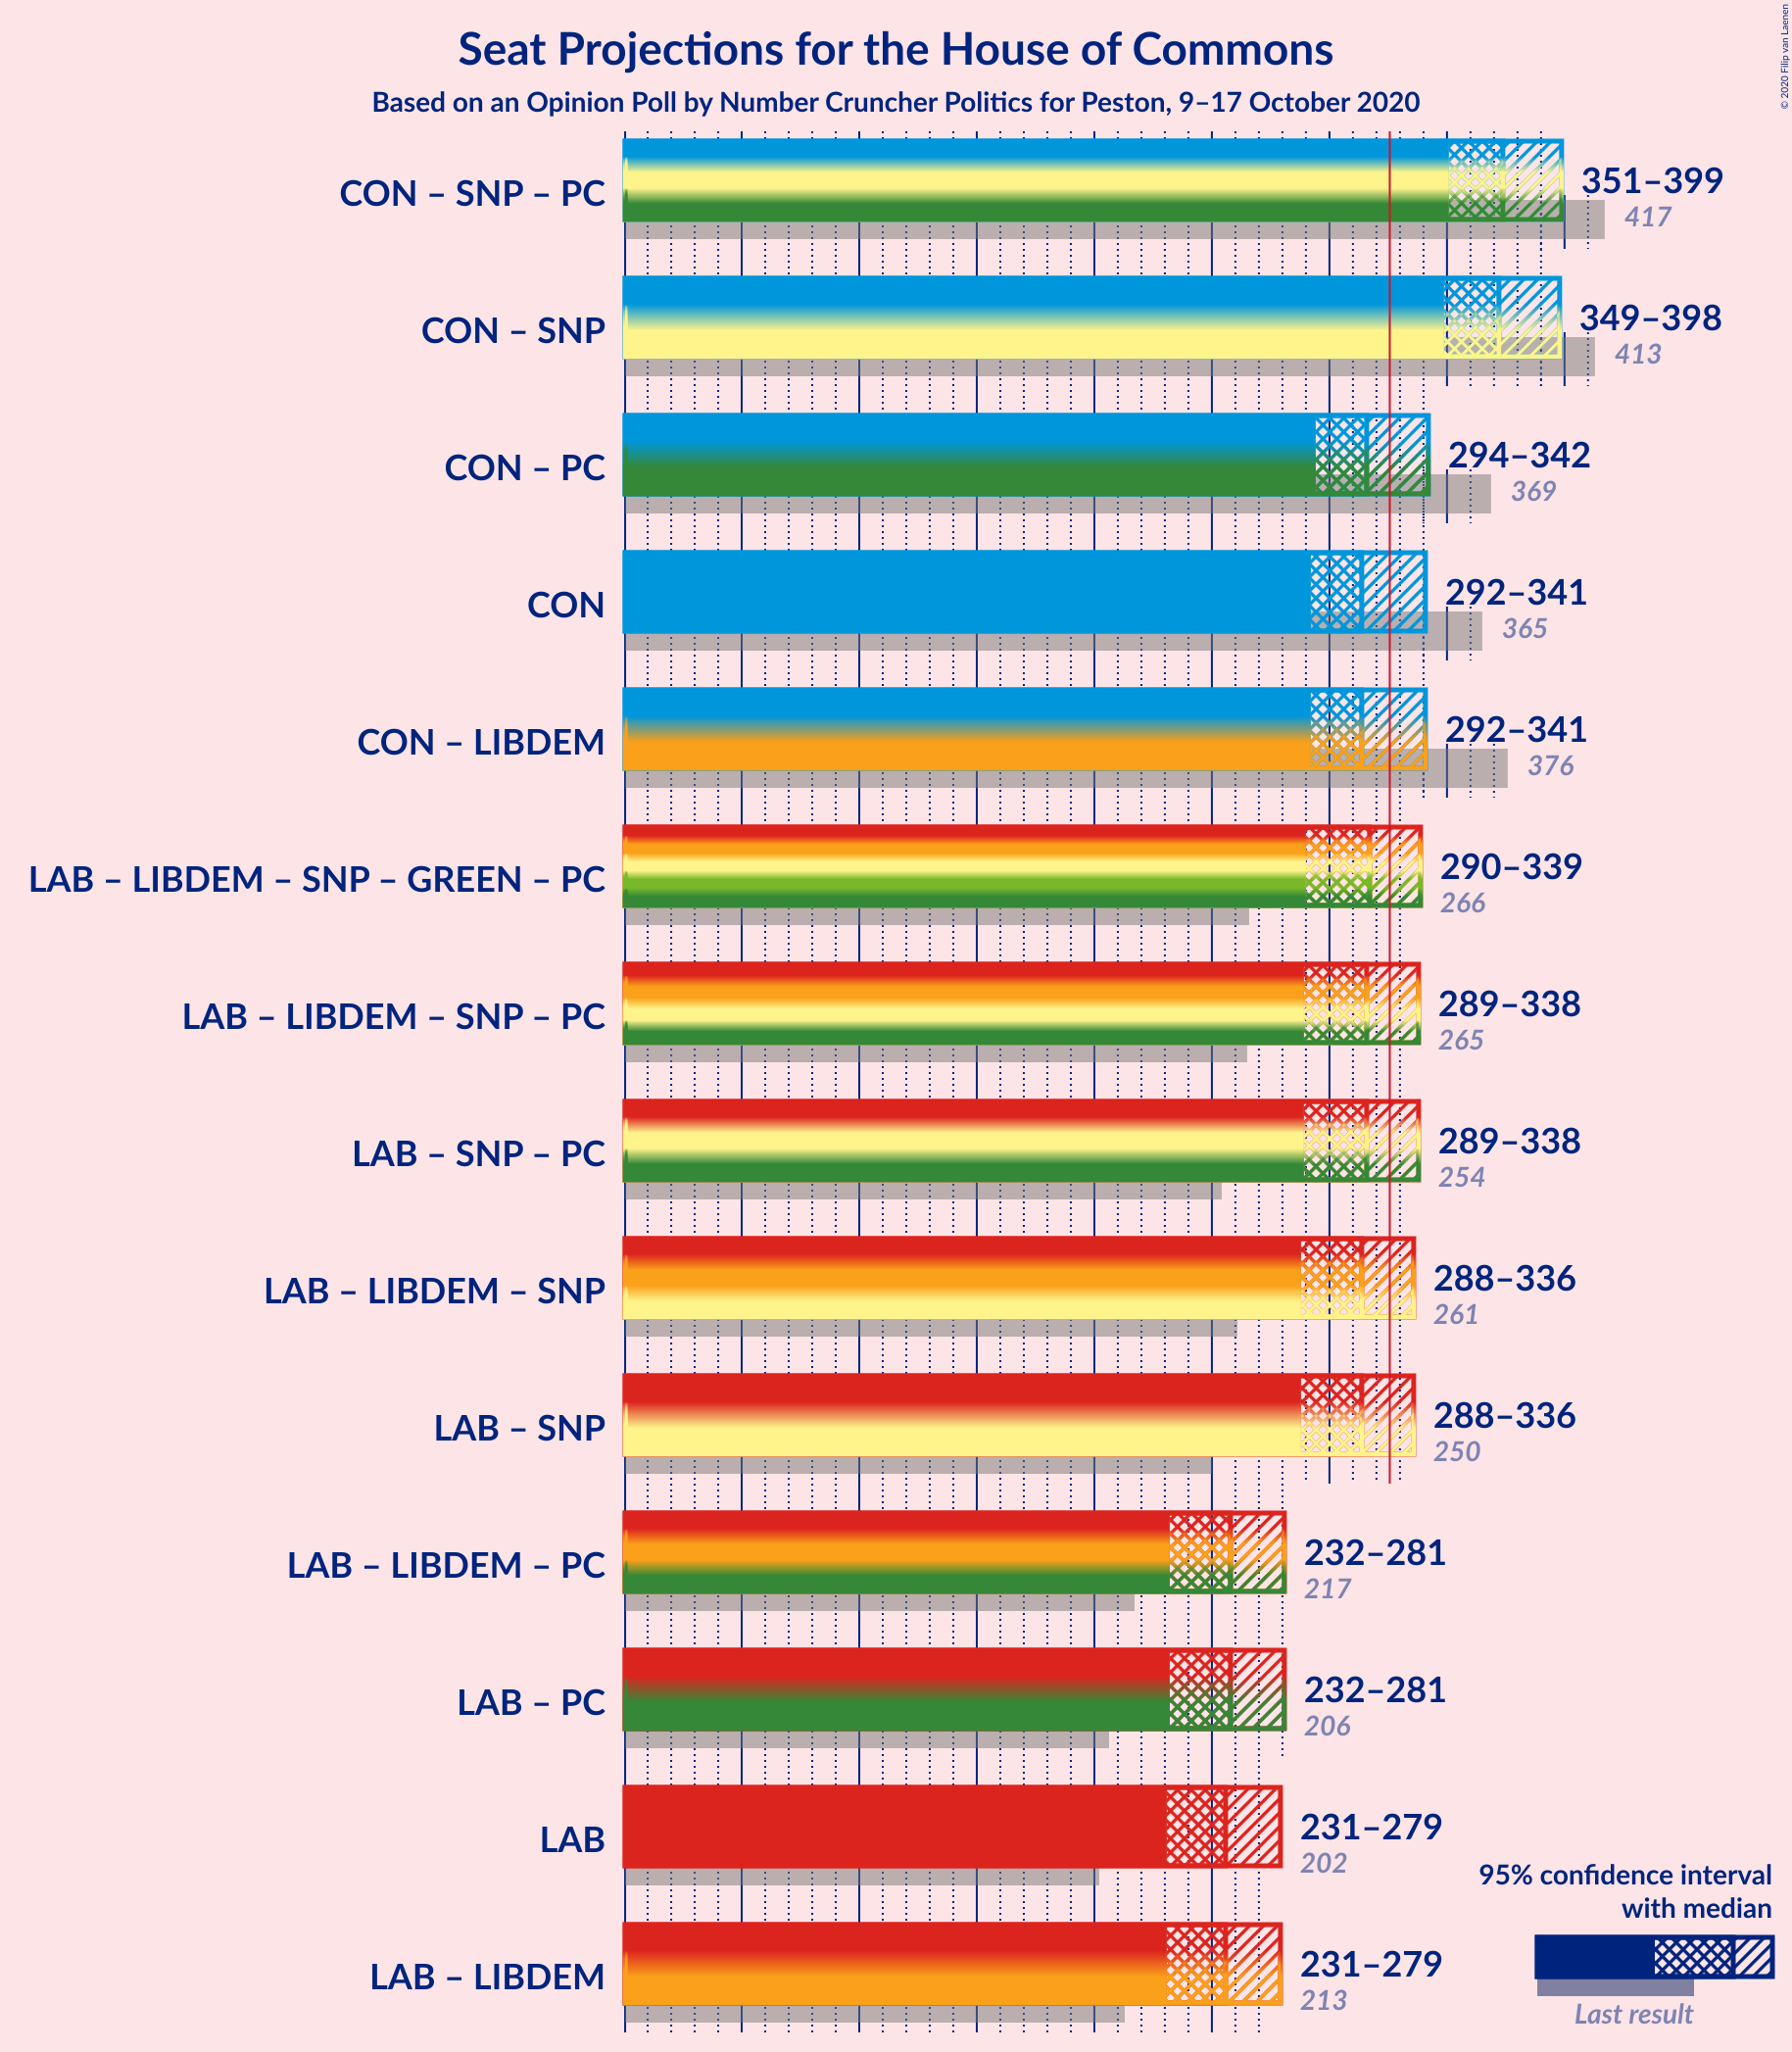 Seat Projections for the House of Commons
Based on an Opinion Poll by Number Cruncher Politics for Peston, 9–17 October 2020
© 2020 Filip van Laenen
CON – SNP – PC
351–399
417
CON – SNP
349–398
413
CON – PC
294–342
369
CON
292–341
365
CON – LIBDEM
292–341
376
LAB – LIBDEM – SNP – GREEN – PC
290–339
266
LAB – LIBDEM – SNP – PC
289–338
265
LAB – SNP – PC
289–338
254
LAB – LIBDEM – SNP
288–336
261
LAB – SNP
288–336
250
LAB – LIBDEM – PC
232–281
217
LAB – PC
232–281
206
LAB
231–279
202
LAB – LIBDEM
231–279
213
95% confidence interval
with median
Last result